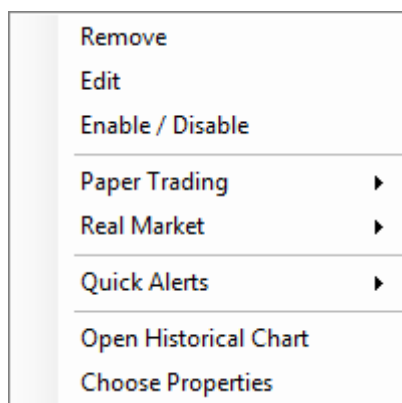 Remove
Edit
Enable / Disable
Paper Trading
Real Market
Quick Alerts
Open Historical Chart
Choose Properties